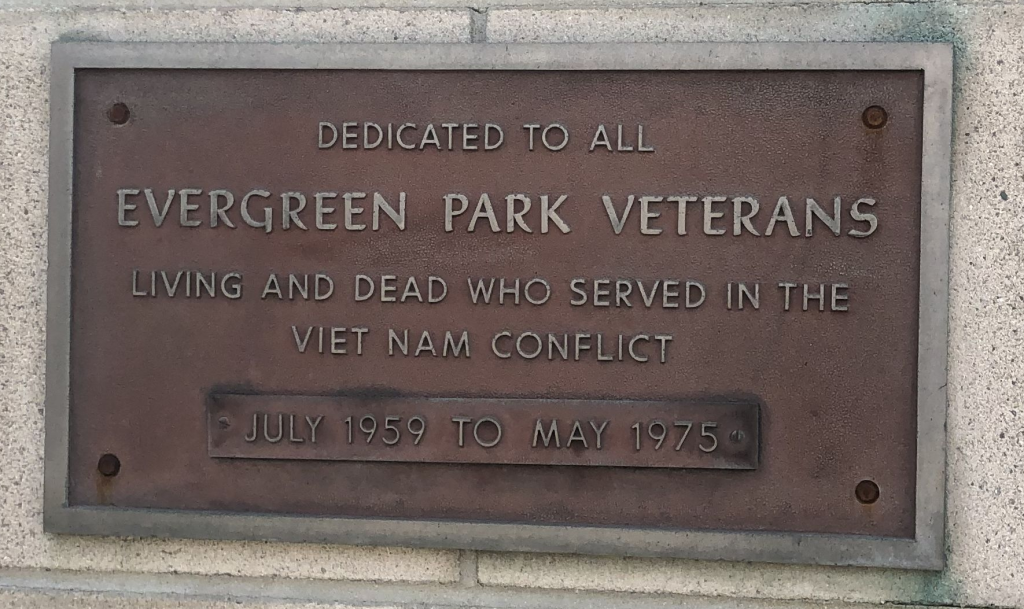 DEDICATED TO ALL
EVERGREEN PARK VETERANS
LIVING AND DEAD WHO SERVED IN THE
VIET NAM CONFLICT
JULY 1959 TO MAY 1975